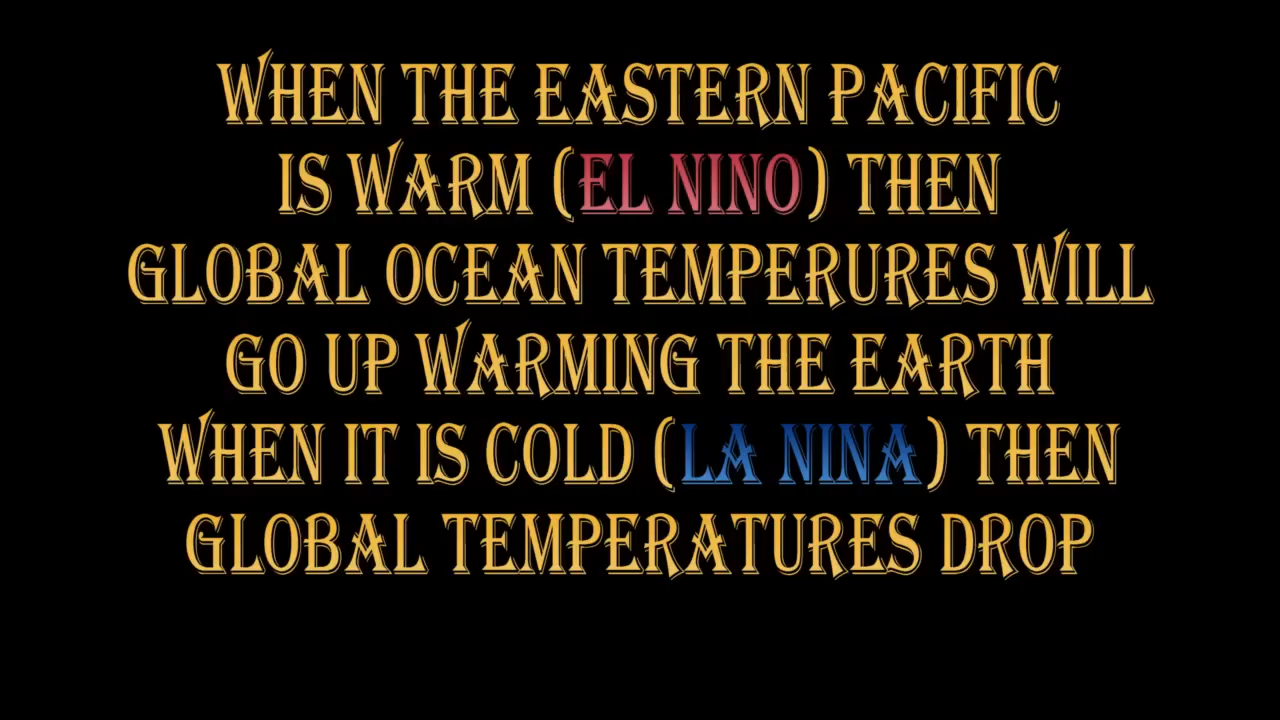 WHEN THE EASTERN PACIFIC
IS WARM (EL NINO) THEN
GLOBAL OCEAN TEMPERURES WILL
GO UP WARMING THE EARTH
WHEN IT IS COLD (LA NINA) THEN
GLOBAL TEMPERATURES DROP